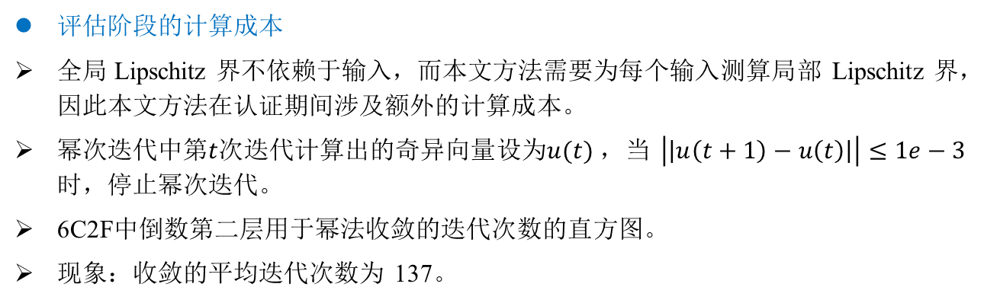 ● 评估阶段的计算成本
➢ 全局 Lipschitz 界不依赖于输入，而本文方法需要为每个输入测算局部 Lipschitz 界，
因此本文方法在认证期间涉及额外的计算成本。
➢ 幂次迭代中第t次迭代计算出的奇异向量设为u(t)，当 ||u(t + 1) − u(t)|| ≤ 1e − 3
时，停止幂次迭代。
➢ 6C2F中倒数第二层用于幂法收敛的迭代次数的直方图。
➢ 现象：收敛的平均迭代次数为 137。